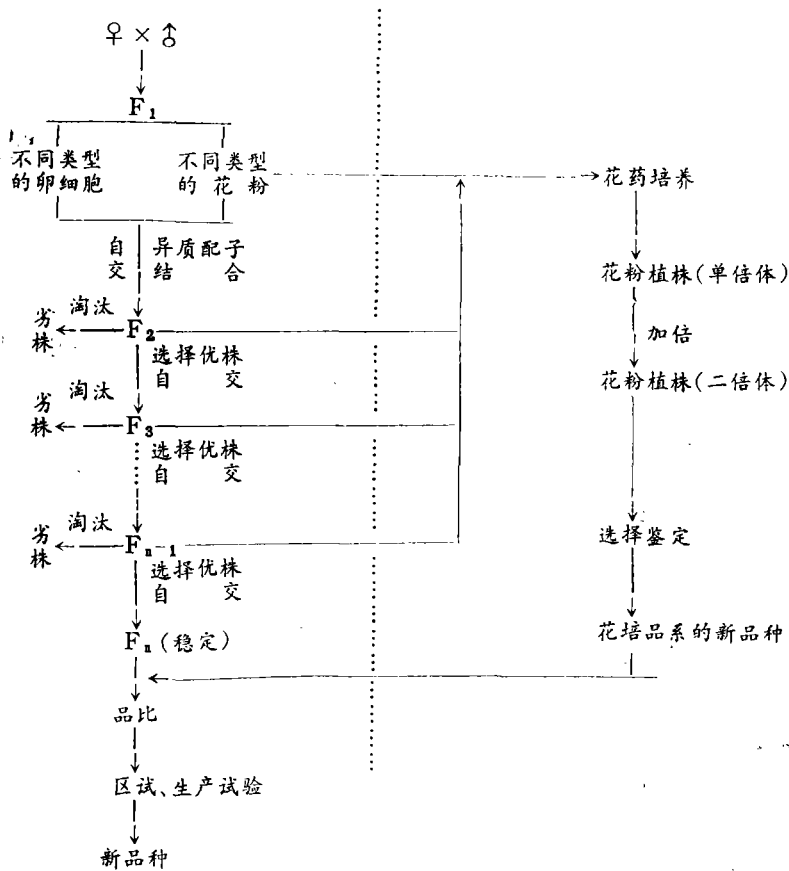 ♀ × ♂
F₁
不同类型
的卵细胞
不同类型
的花粉
花药培养
自交
异质配子
结合
花粉植株(单倍体)
加倍
花粉植株(二倍体)
劣株
淘汰
F₂
选择优株
自交
劣株
淘汰
F₃
选择优株
自交
劣株
淘汰
Fₙ₋₁
选择优株
自交
选择鉴定
Fₙ(稳定)
花培品系的新品种
品比
区试、生产试验
新品种